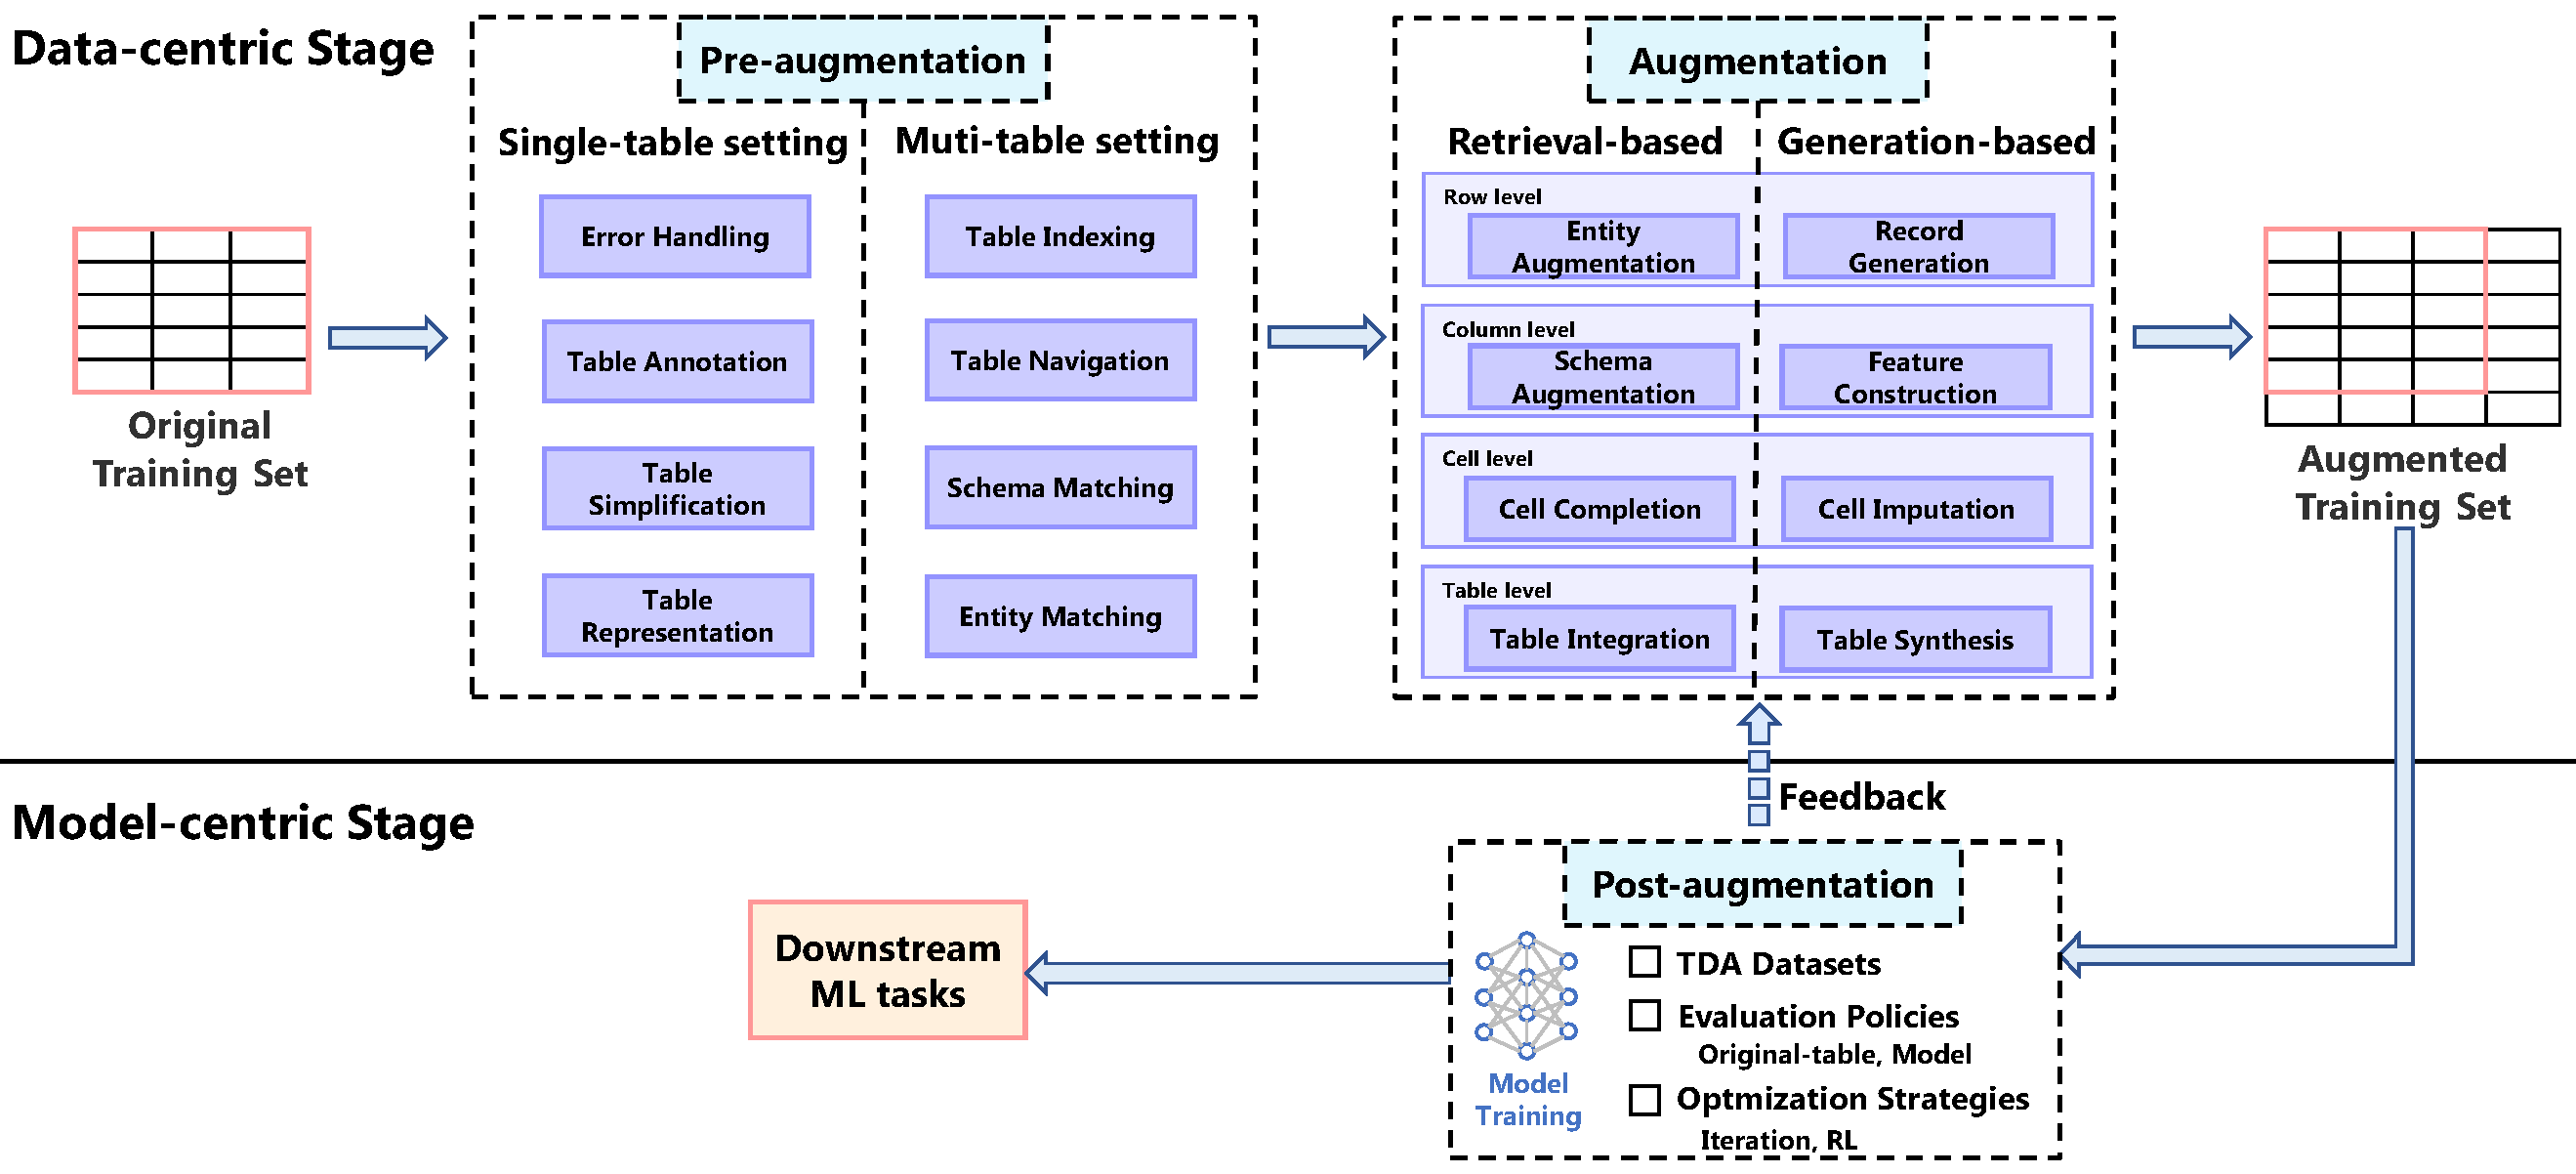 Data-centric Stage
Pre-augmentation
Single-table setting
Muti-table setting
Error Handling
Table Indexing
Table Annotation
Table Navigation
Table
Simplification
Schema Matching
Table
Representation
Entity Matching
Augmentation
Retrieval-based
Generation-based
Row level
Entity
Augmentation
Record
Generation
Column level
Schema
Augmentation
Feature
Construction
Cell level
Cell Completion
Cell Imputation
Table level
Table Integration
Table Synthesis
Original
Training Set
Augmented
Training Set
Model-centric Stage
Feedback
Post-augmentation
TDA Datasets
Evaluation Policies
Original-table, Model
Optmization Strategies
Iteration, RL
Model
Training
Downstream
ML tasks